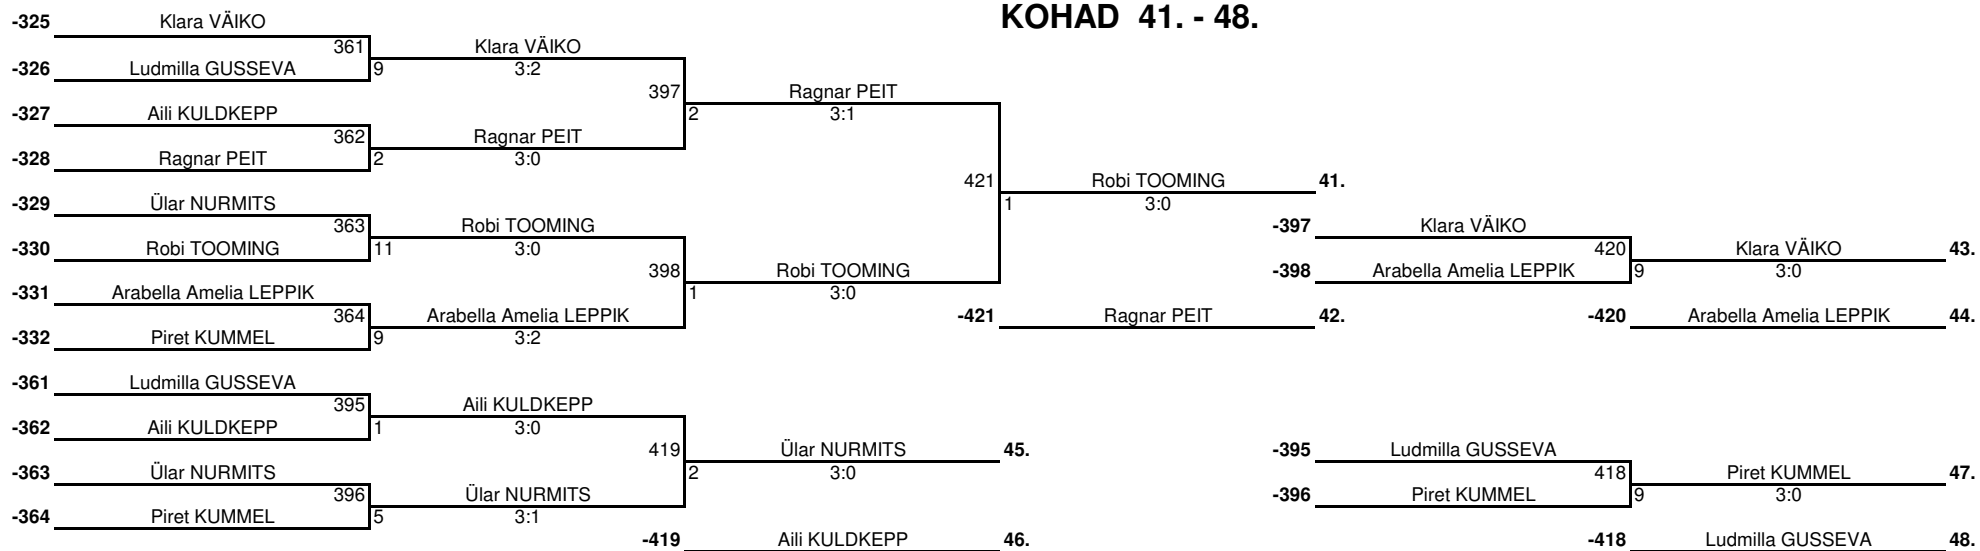 KOHAD 41. - 48.
-325 Klara VÄIKO
361 Klara VÄIKO
-326 Ludmilla GUSSEVA 9 3:2
397 Ragnar PEIT
-327 Aili KULDKEPP 2 3:1
362 Ragnar PEIT
-328 Ragnar PEIT 2 3:0
421 Robi TOOMING 41.
-329 Ülar NURMITS 1 3:0
363 Robi TOOMING -397 Klara VÄIKO
-330 Robi TOOMING 11 3:0 420 Klara VÄIKO 43.
398 Robi TOOMING -398 Arabella Amelia LEPPIK 9 3:0
-331 Arabella Amelia LEPPIK 1 3:0
364 Arabella Amelia LEPPIK -421 Ragnar PEIT 42. -420 Arabella Amelia LEPPIK 44.
-332 Piret KUMMEL 9 3:2
-361 Ludmilla GUSSEVA
395 Aili KULDKEPP
-362 Aili KULDKEPP 1 3:0
419 Ülar NURMITS 45. -395 Ludmilla GUSSEVA
-363 Ülar NURMITS 2 3:0 418 Piret KUMMEL 47.
396 Ülar NURMITS -396 Piret KUMMEL 9 3:0
-364 Piret KUMMEL 5 3:1
-419 Aili KULDKEPP 46. -418 Ludmilla GUSSEVA 48.